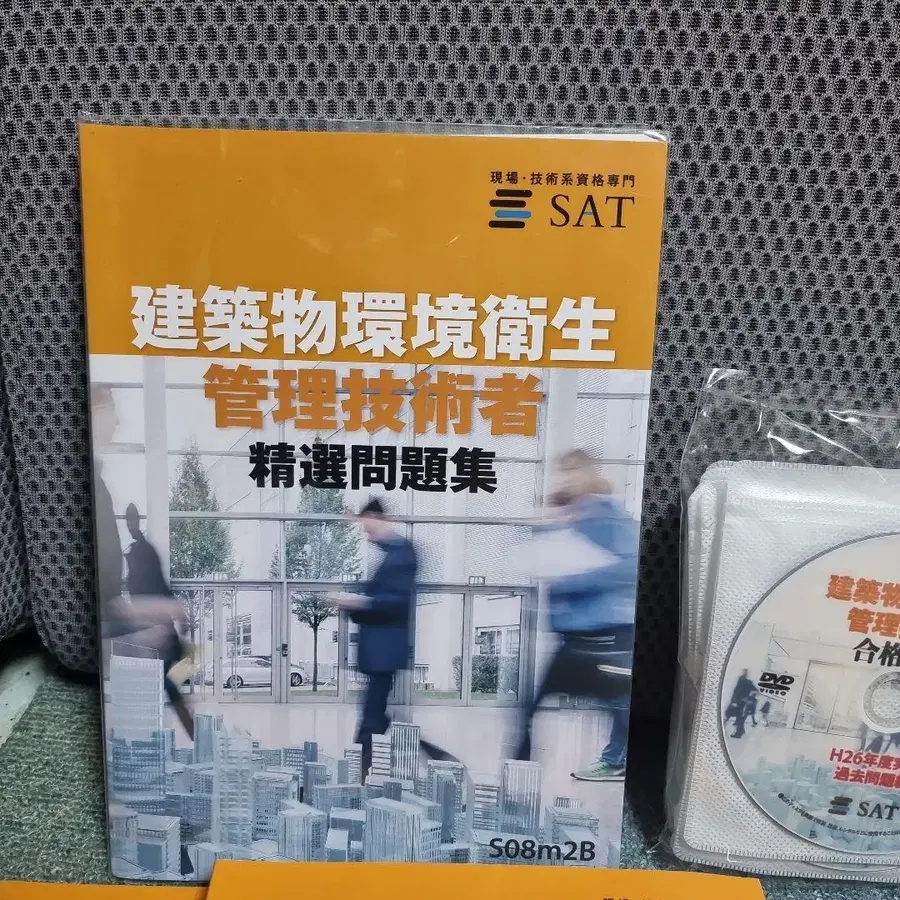 現場・技術系資格専門
SAT
建築物環境衛生
管理技術者
精選問題集
S08m2B
建築物
管理
合格
DVD
VIDEO
H26年度
過去問題
SAT